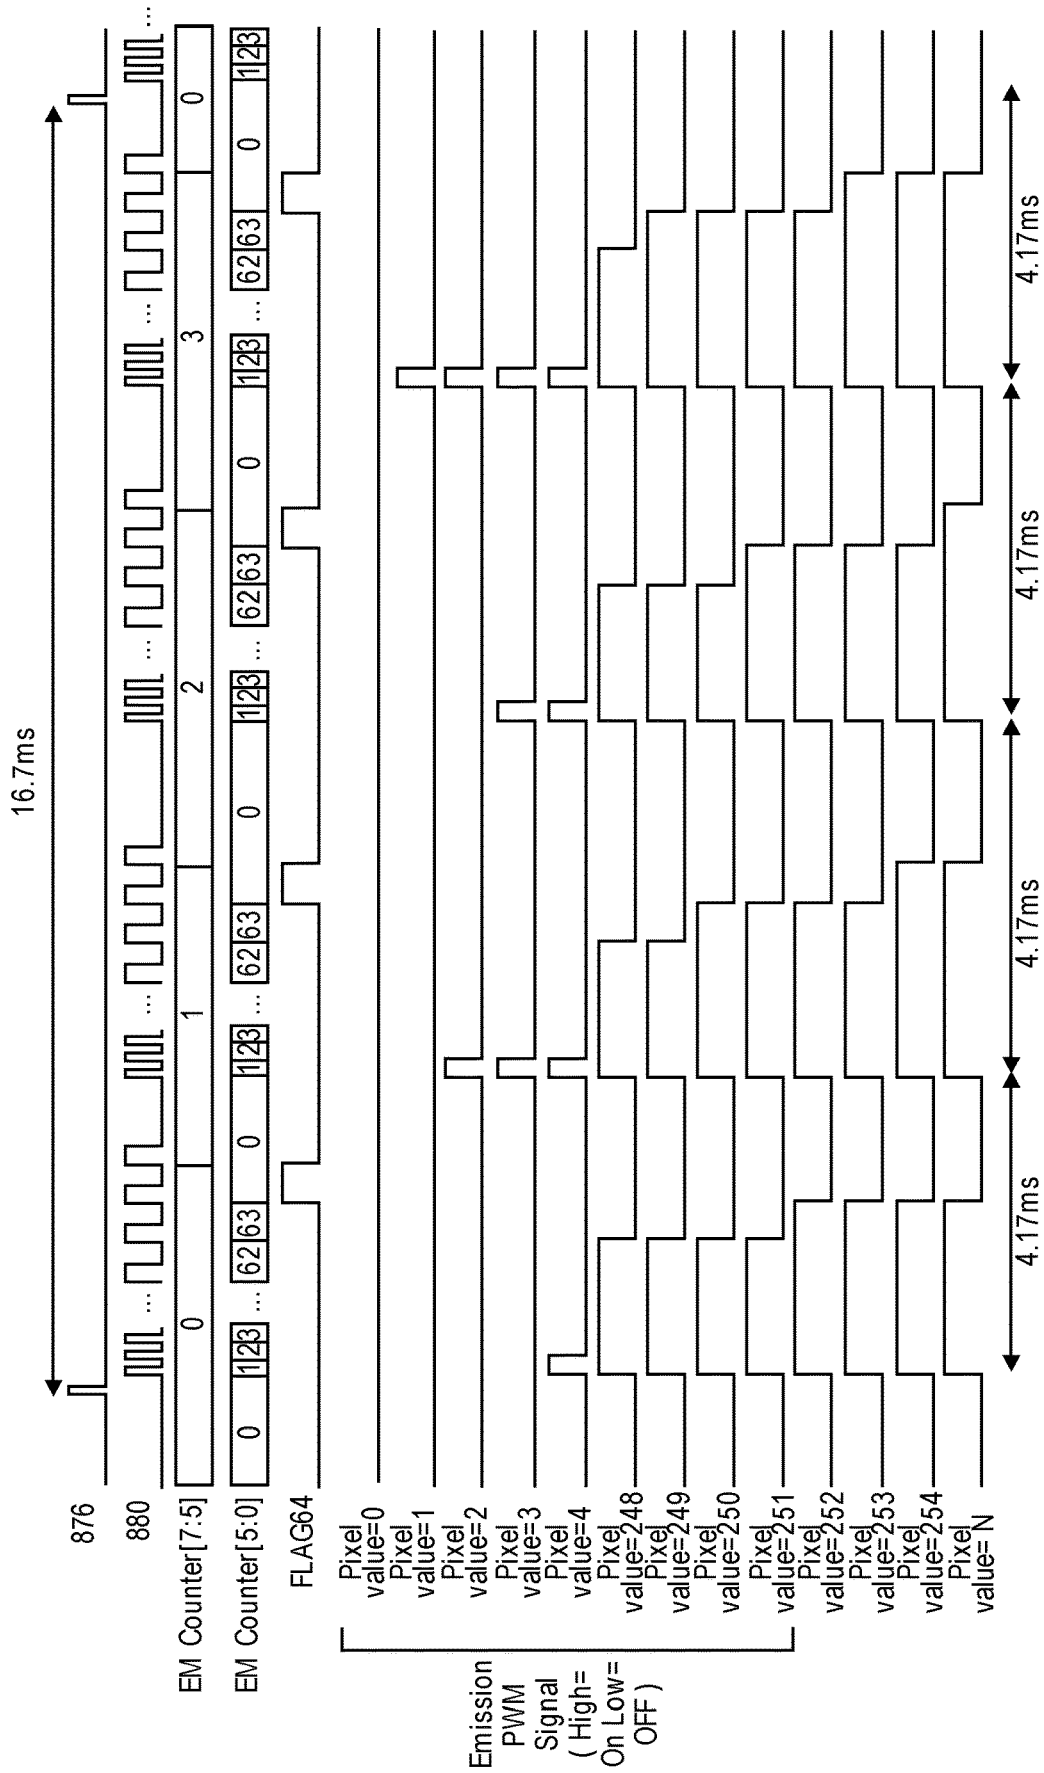 16.7ms
876
880 ... ... ... ... ...
EM Counter[7:5] 0 1 2 3 0
EM Counter[5:0] 0 1 2 3 ... 62 63 0 1 2 3 ... 62 63 0 1 2 3 ... 62 63 0 1 2 3 ... 62 63 0 1 2 3
FLAG64
Emission
PWM
Signal
( High=
On Low=
OFF )
Pixel
value=0
Pixel
value=1
Pixel
value=2
Pixel
value=3
Pixel
value=4
Pixel
value=248
Pixel
value=249
Pixel
value=250
Pixel
value=251
Pixel
value=252
Pixel
value=253
Pixel
value=254
Pixel
value= N
4.17ms 4.17ms 4.17ms 4.17ms